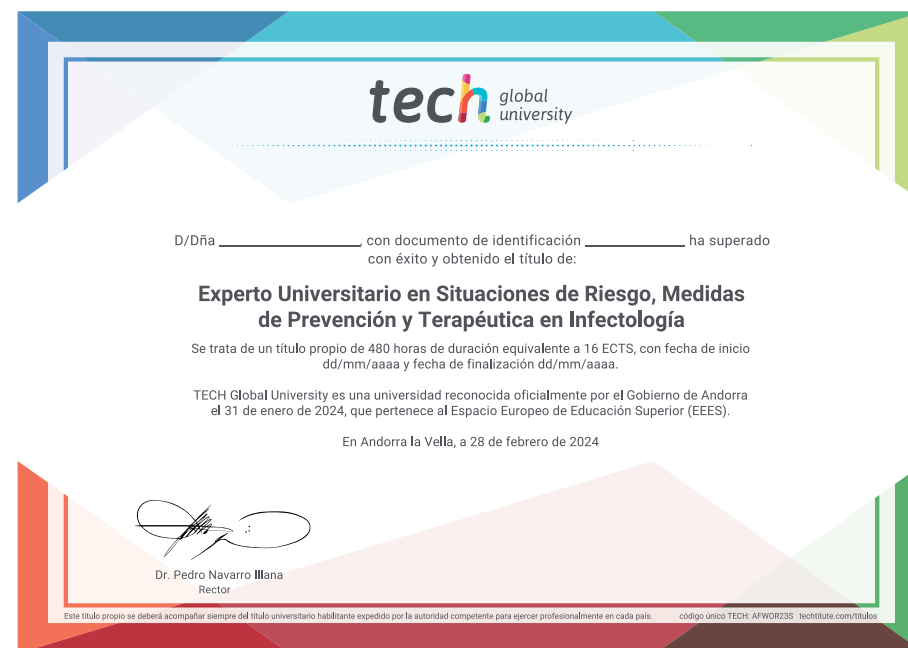 tech global university
D/Dña ____________________, con documento de identificación ______________ ha superado
con éxito y obtenido el título de:
Experto Universitario en Situaciones de Riesgo, Medidas
de Prevención y Terapéutica en Infectología
Se trata de un título propio de 480 horas de duración equivalente a 16 ECTS, con fecha de inicio
dd/mm/aaaa y fecha de finalización dd/mm/aaaa.
TECH Global University es una universidad reconocida oficialmente por el Gobierno de Andorra
el 31 de enero de 2024, que pertenece al Espacio Europeo de Educación Superior (EEES).
En Andorra la Vella, a 28 de febrero de 2024
Dr. Pedro Navarro Illana
Rector
Este título propio se deberá acompañar siempre del título universitario habilitante expedido por la autoridad competente para ejercer profesionalmente en cada país. código único TECH: AFWOR23S techtitute.com/titulos